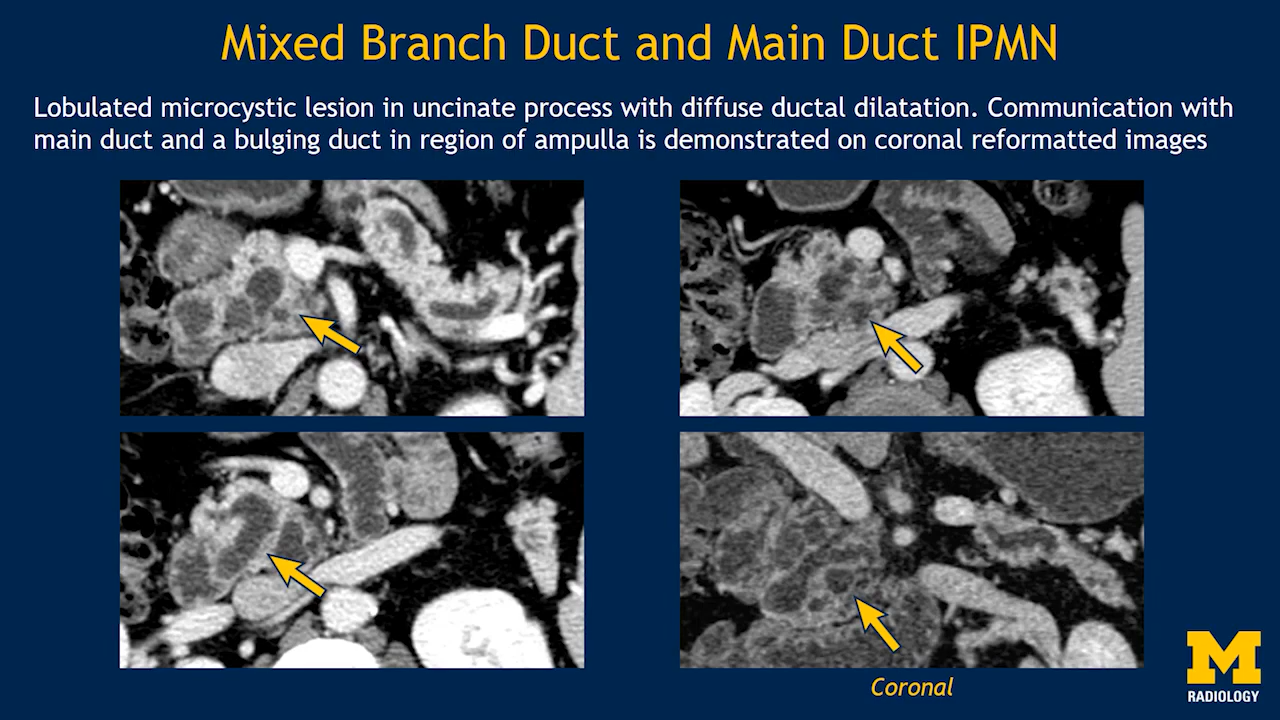 Mixed Branch Duct and Main Duct IPMN
Lobulated microcystic lesion in uncinate process with diffuse ductal dilatation. Communication with
main duct and a bulging duct in region of ampulla is demonstrated on coronal reformatted images
Coronal
M
RADIOLOGY